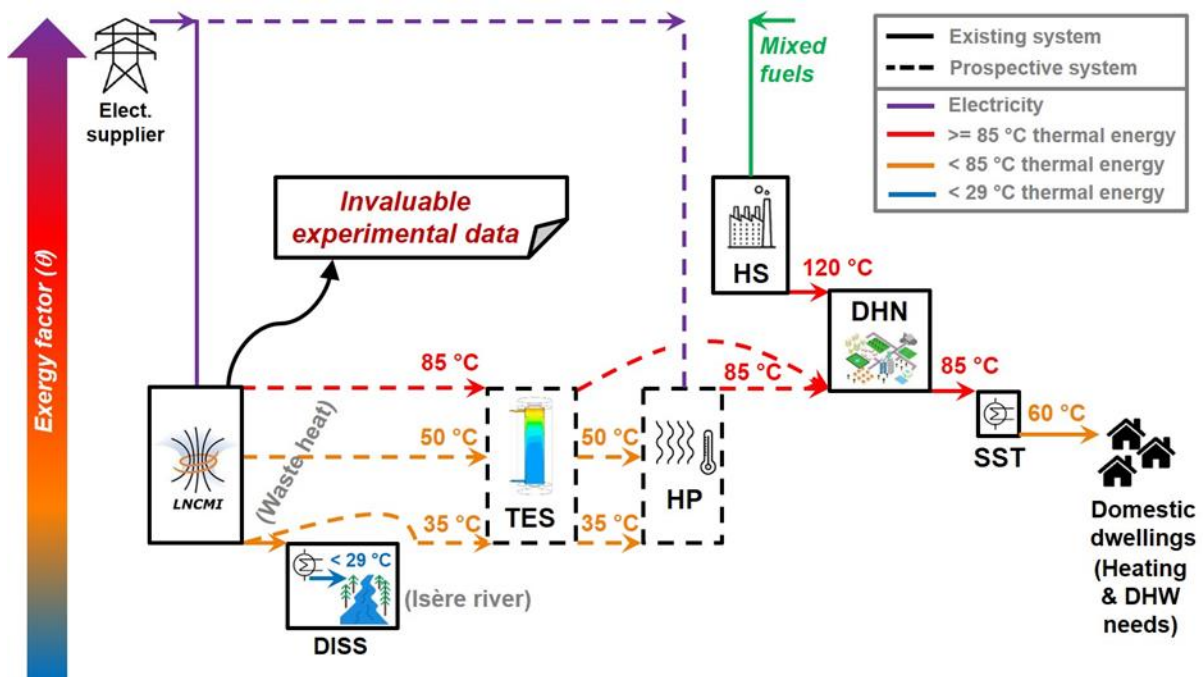 Exergy factor (θ)
Elect.
supplier
Mixed
fuels
Existing system
Prospective system
Electricity
>= 85 °C thermal energy
< 85 °C thermal energy
< 29 °C thermal energy
Invaluable
experimental data
HS
120 °C
DHN
85 °C
85 °C
85 °C
LNCMI
(Waste heat)
50 °C
50 °C
TES
HP
35 °C
35 °C
SST
60 °C
< 29 °C
(Isère river)
DISS
Domestic
dwellings
(Heating
& DHW
needs)